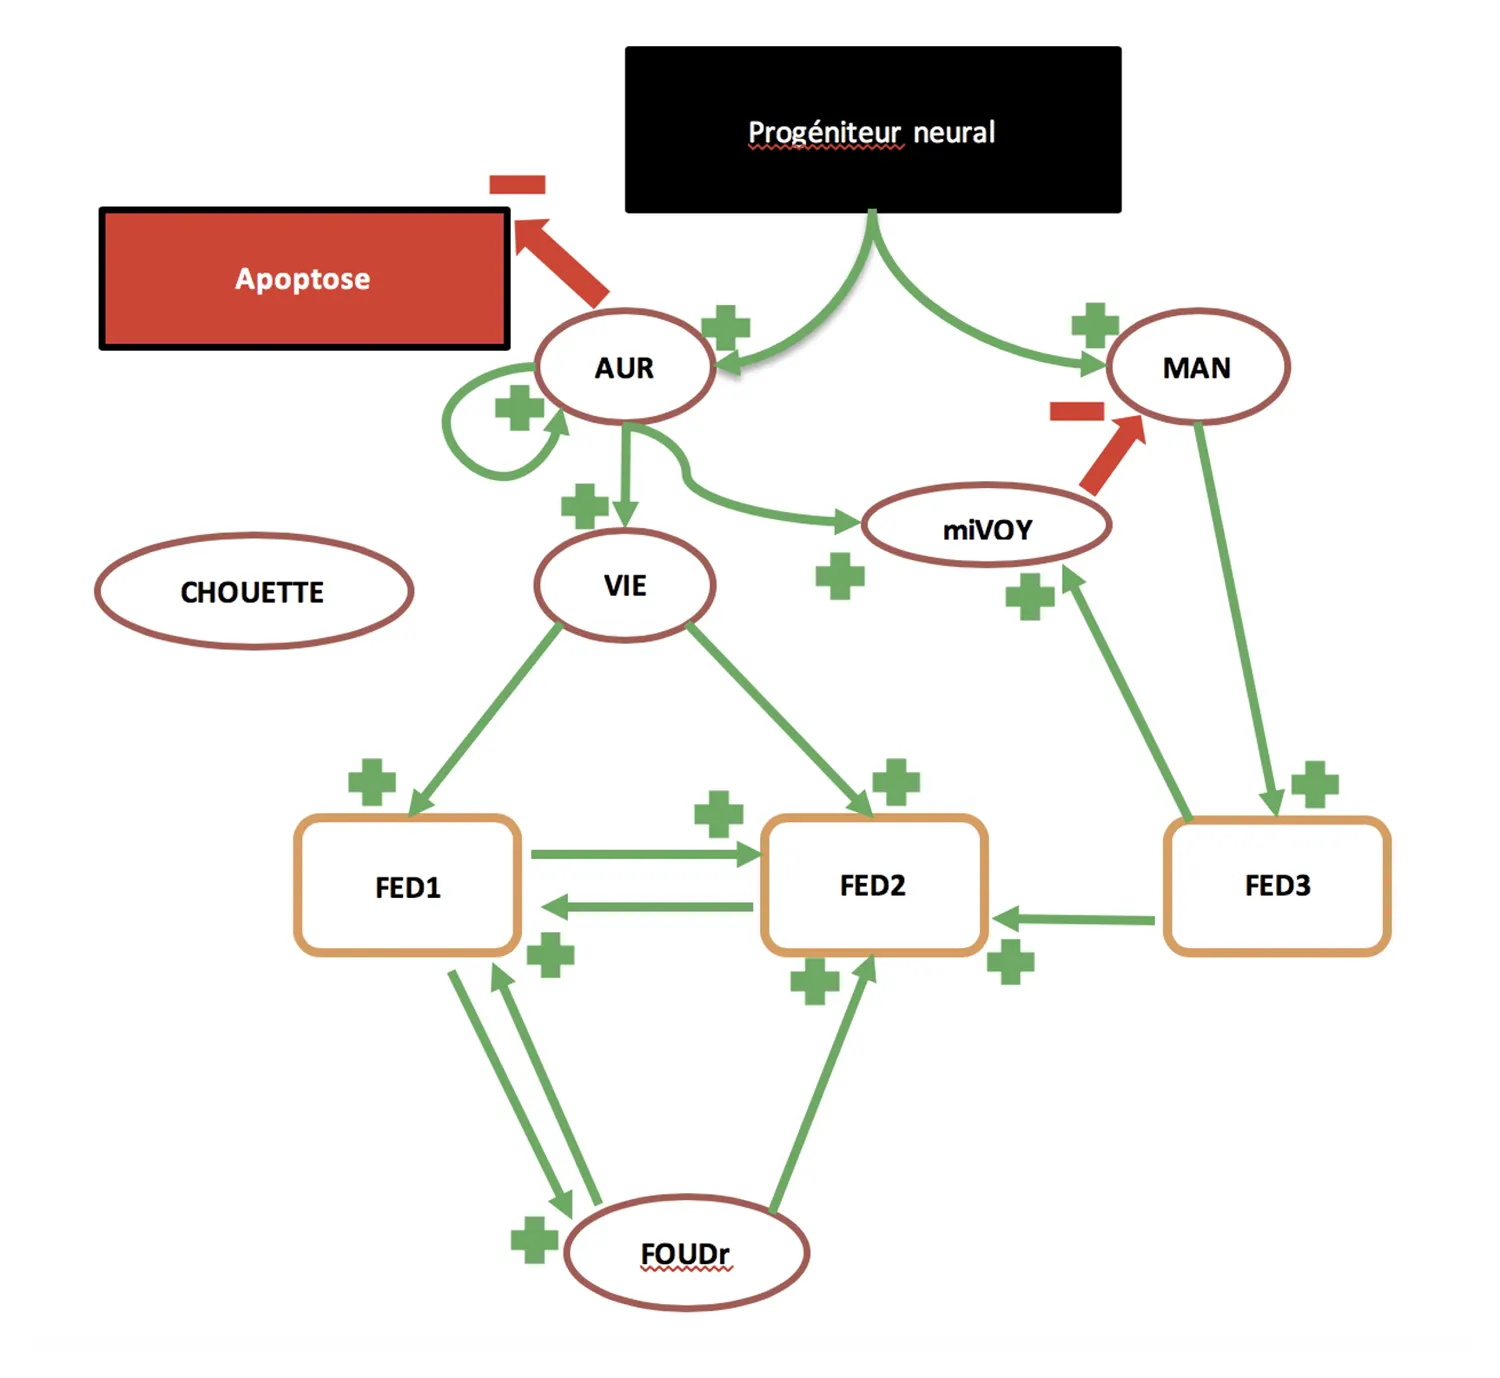 Progéniteur neural
Apoptose
AUR
MAN
miVOY
CHOUETTE
VIE
FED1
FED2
FED3
FOUDr